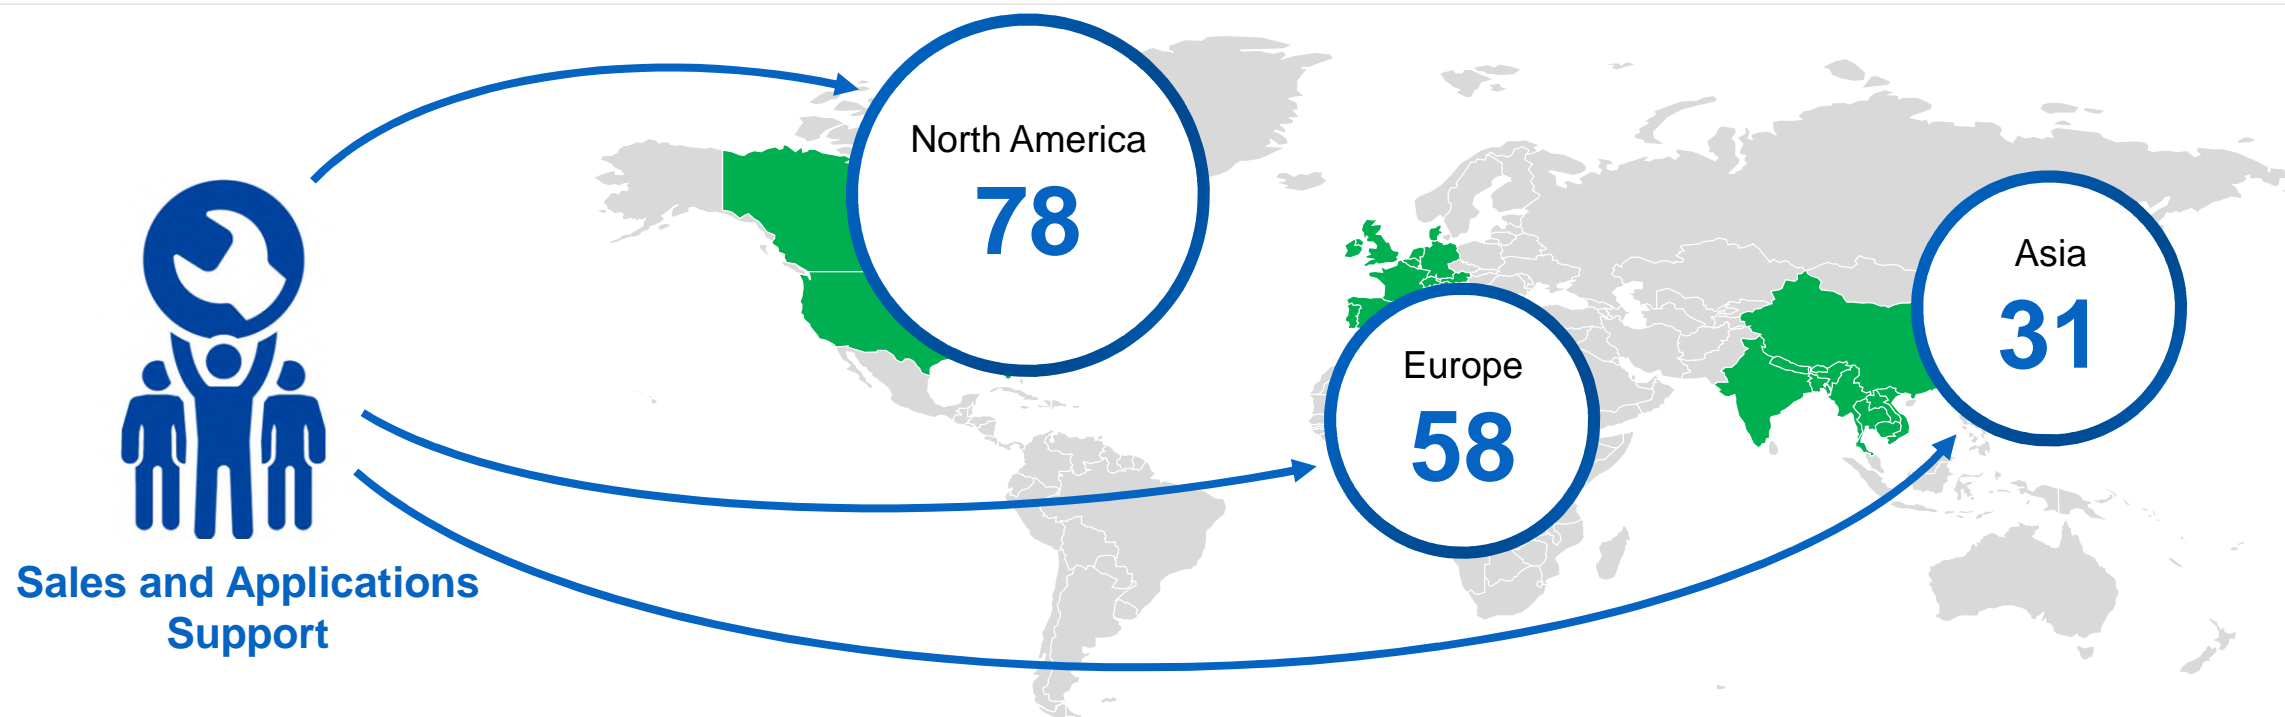 North America
78
Asia
31
Europe
58
Sales and Applications
Support